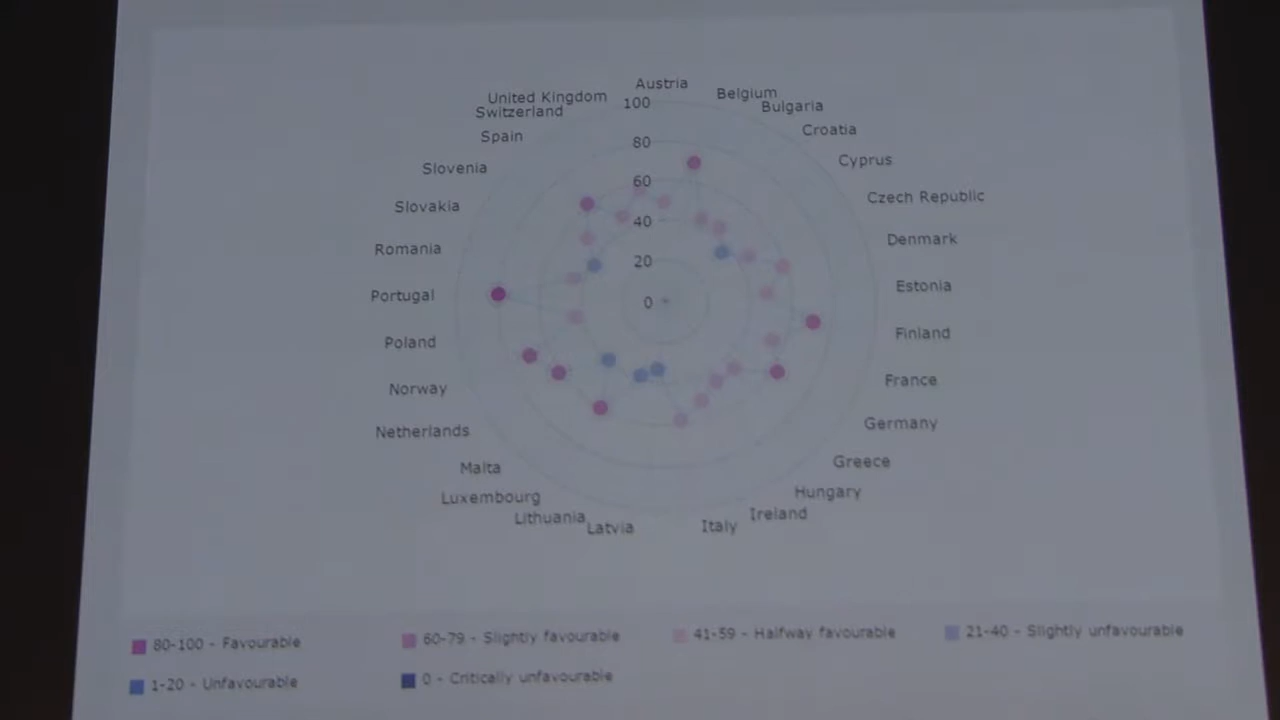 Austria
United Kingdom
Belgium
100
Switzerland
Bulgaria
Spain
80
Croatia
Slovenia
Cyprus
60
Slovakia
Czech Republic
40
Romania
Denmark
20
Portugal
Estonia
0
Poland
Finland
Norway
France
Netherlands
Germany
Malta
Greece
Luxembourg
Hungary
Lithuania
Ireland
Latvia
Italy
80-100 - Favourable
60-79 - Slightly favourable
41-59 - Halfway favourable
21-40 - Slightly unfavourable
1-20 - Unfavourable
0 - Critically unfavourable